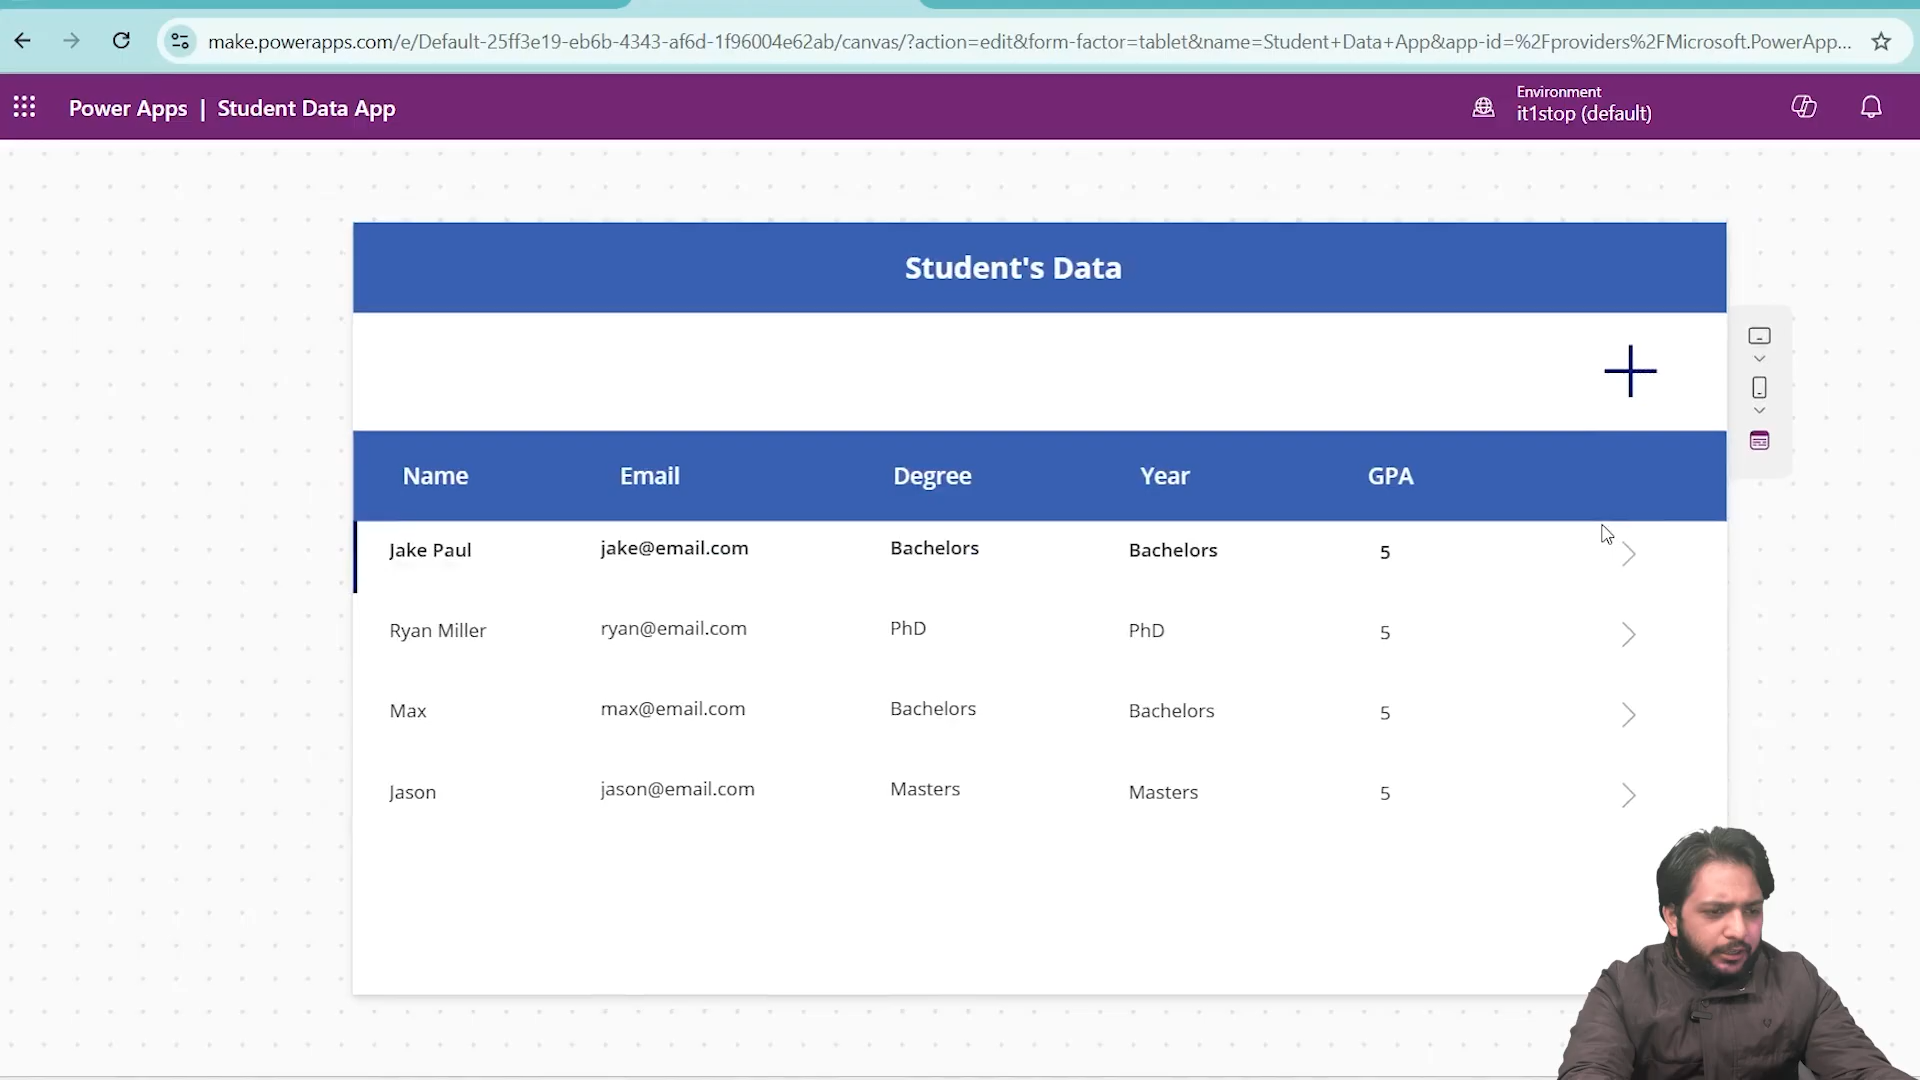 make.powerapps.com/e/Default-25ff3e19-eb6b-4343-af6d-1f96004e62ab/canvas/?action=edit&form-factor=tablet&name=Student+Data+App&app-id=%2Fproviders%2FMicrosoft.PowerApp...
Power Apps | Student Data App
Environment
it1stop (default)
Student's Data
Name Email Degree Year GPA
Jake Paul jake@email.com Bachelors Bachelors 5
Ryan Miller ryan@email.com PhD PhD 5
Max max@email.com Bachelors Bachelors 5
Jason jason@email.com Masters Masters 5